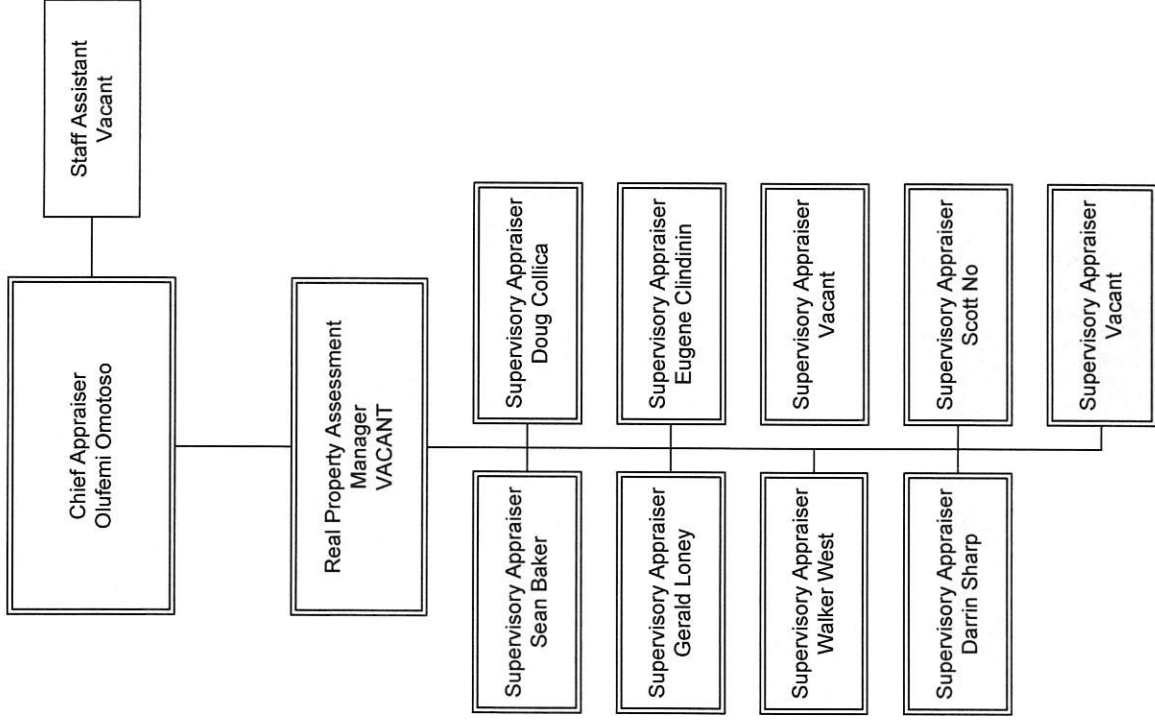 Chief Appraiser
Olufemi Omotoso
Staff Assistant
Vacant
Real Property Assessment
Manager
VACANT
Supervisory Appraiser
Sean Baker
Supervisory Appraiser
Doug Collica
Supervisory Appraiser
Gerald Loney
Supervisory Appraiser
Eugene Clindinin
Supervisory Appraiser
Walker West
Supervisory Appraiser
Vacant
Supervisory Appraiser
Darrin Sharp
Supervisory Appraiser
Scott No
Supervisory Appraiser
Vacant